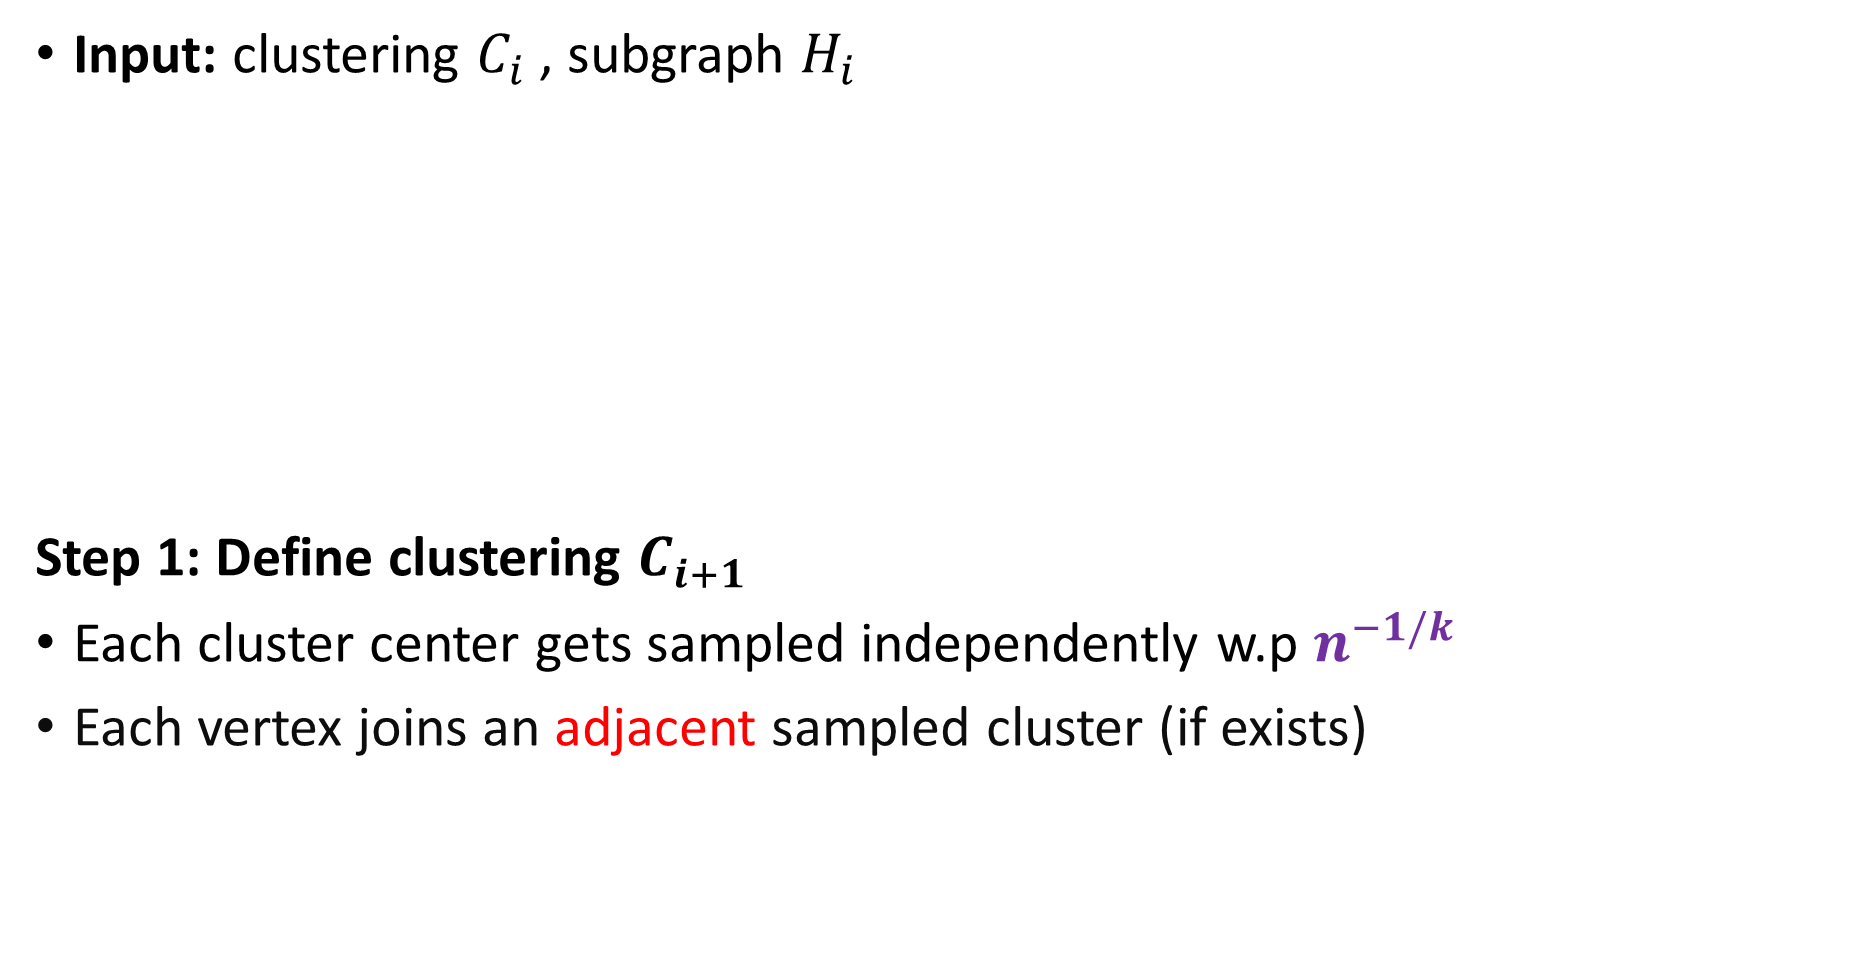 • Input: clustering $C_i$ , subgraph $H_i$
Step 1: Define clustering $C_{i+1}$
• Each cluster center gets sampled independently w.p $n^{-1/k}$
• Each vertex joins an adjacent sampled cluster (if exists)